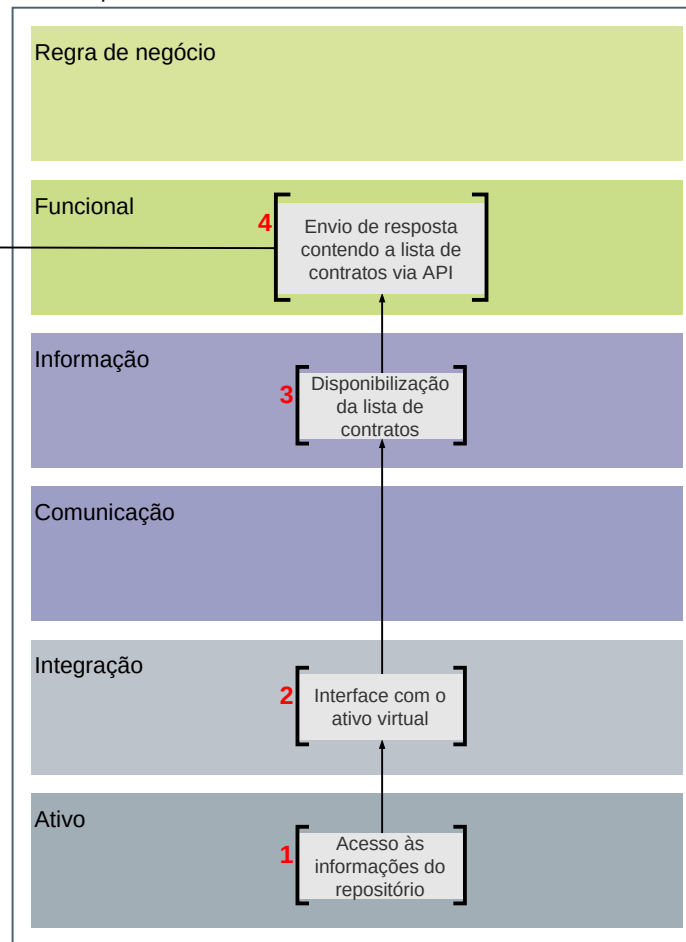 Regra de negócio
Funcional
4
Envio de resposta
contendo a lista de
contratos via API
Informação
3
Disponibilização
da lista de
contratos
Comunicação
Integração
2
Interface com o
ativo virtual
Ativo
1
Acesso às
informações do
repositório